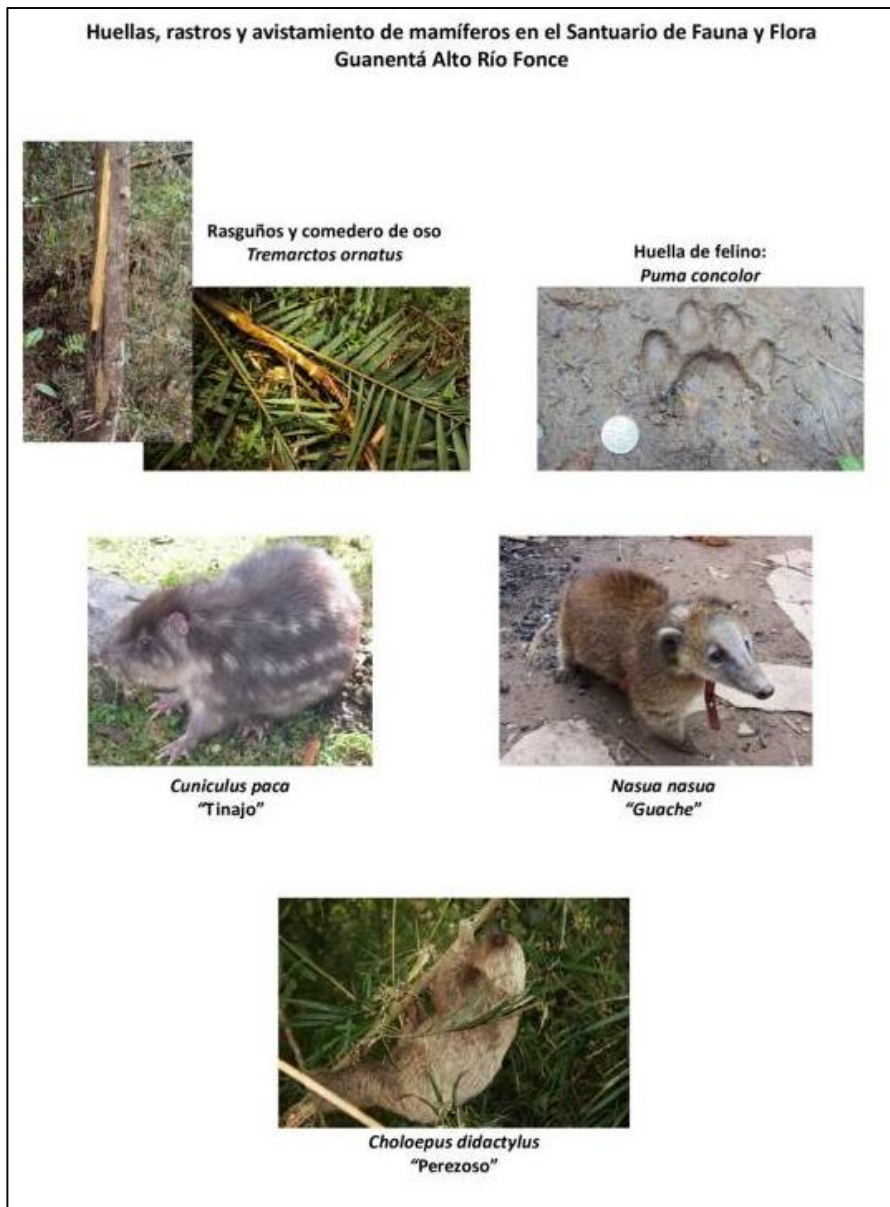 Huellas, rastros y avistamiento de mamíferos en el Santuario de Fauna y Flora
Guanentá Alto Río Fonce
Rasguños y comedero de oso
Tremarctos ornatus
Huella de felino:
Puma concolor
Cuniculus paca
“Tinajo”
Nasua nasua
“Guache”
Choloepus didactylus
“Perezoso”